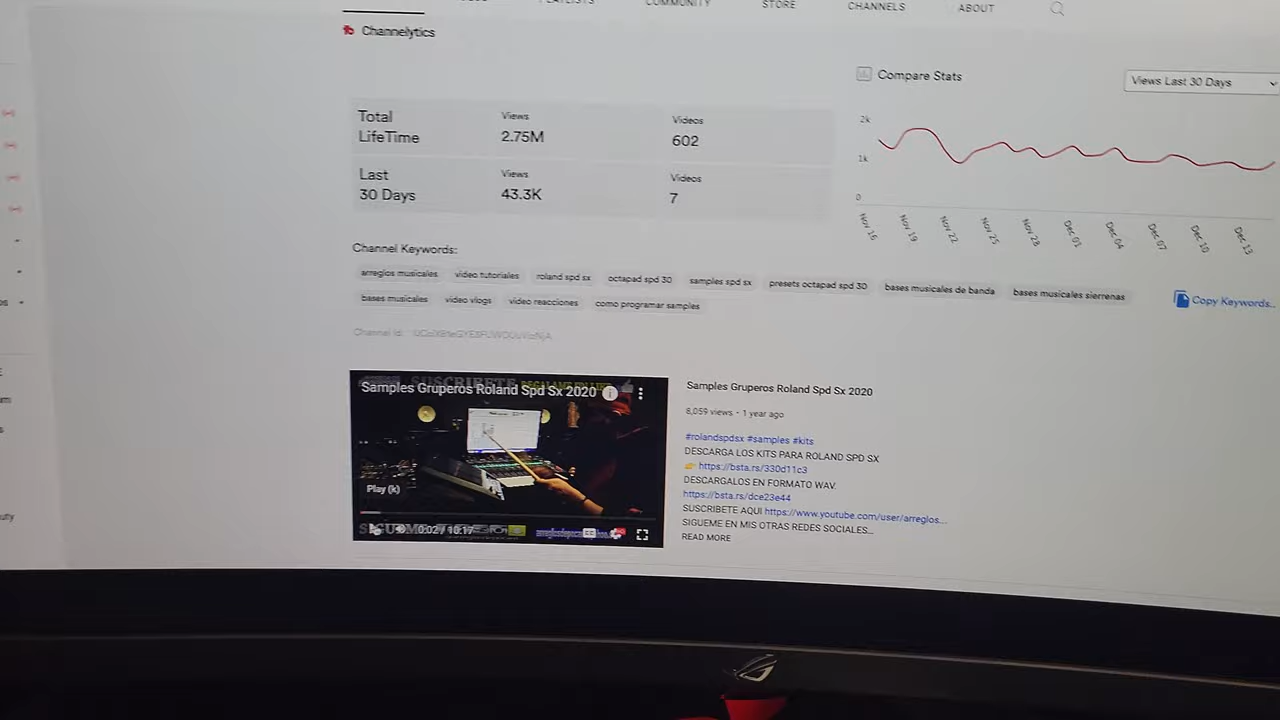 COMMUNITY
STORE
CHANNELS
ABOUT
Channelytics
Compare Stats
Views Last 30 Days
Total
LifeTime
Views
2.75M
Videos
602
Last
30 Days
Views
43.3K
Videos
7
2k
1k
0
Nov 16
Nov 19
Nov 22
Nov 25
Nov 28
Dec 01
Dec 04
Dec 07
Dec 10
Dec 13
Channel Keywords:
arreglos musicales video tutoriales roland spd sx octapad spd 30 samples spd sx presets octapad spd 30 bases musicales de banda bases musicales sierrenas
bases musicales video vlogs video reacciones como programar samples
Copy Keywords..
Channel Id:
Samples Gruperos Roland Spd Sx 2020
Play (k)
0:02 / 10:17
Samples Gruperos Roland Spd Sx 2020
8,059 views • 1 year ago
#rolandspdsx #samples #kits
DESCARGA LOS KITS PARA ROLAND SPD SX
👉 https://bsta.rs/330d11c3
DESCARGALOS EN FORMATO WAV.
https://bsta.rs/dce23e44
SUSCRIBETE AQUI https://www.youtube.com/user/arreglos...
SIGUEME EN MIS OTRAS REDES SOCIALES...
READ MORE